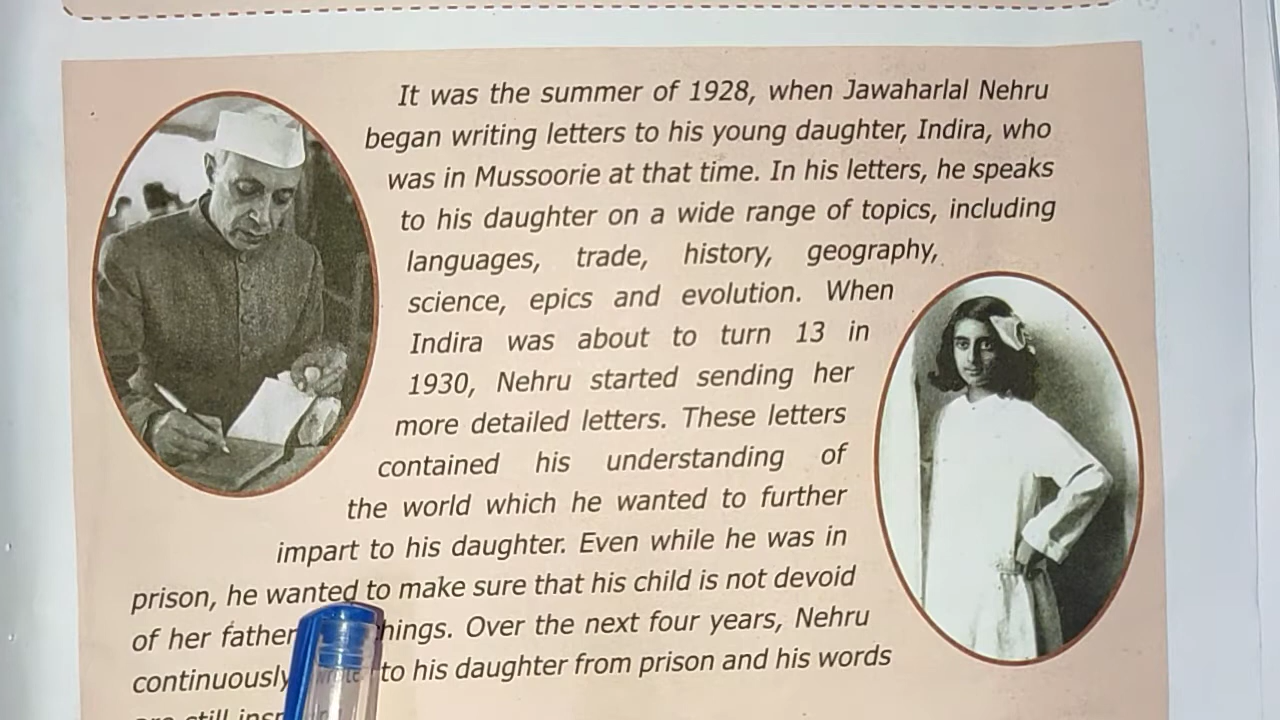 It was the summer of 1928, when Jawaharlal Nehru
began writing letters to his young daughter, Indira, who
was in Mussoorie at that time. In his letters, he speaks
to his daughter on a wide range of topics, including
languages, trade, history, geography,
science, epics and evolution. When
Indira was about to turn 13 in
1930, Nehru started sending her
more detailed letters. These letters
contained his understanding of
the world which he wanted to further
impart to his daughter. Even while he was in
prison, he wanted to make sure that his child is not devoid
of her father hings. Over the next four years, Nehru
continuously wrote to his daughter from prison and his words
are still